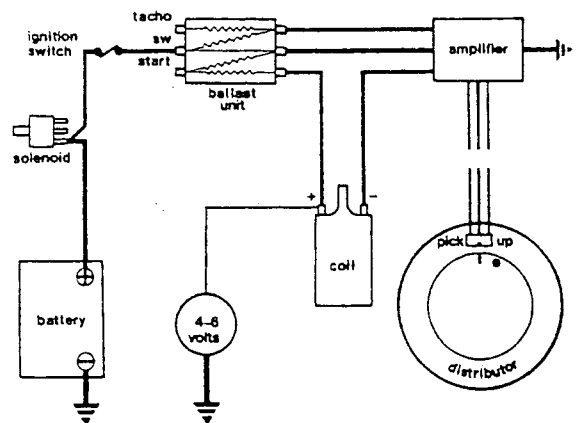 tacho
ignition
switch
sw
start
ballast
unit
amplifier
solenoid
+
-
pick up
coil
battery
4-6
volts
distributor